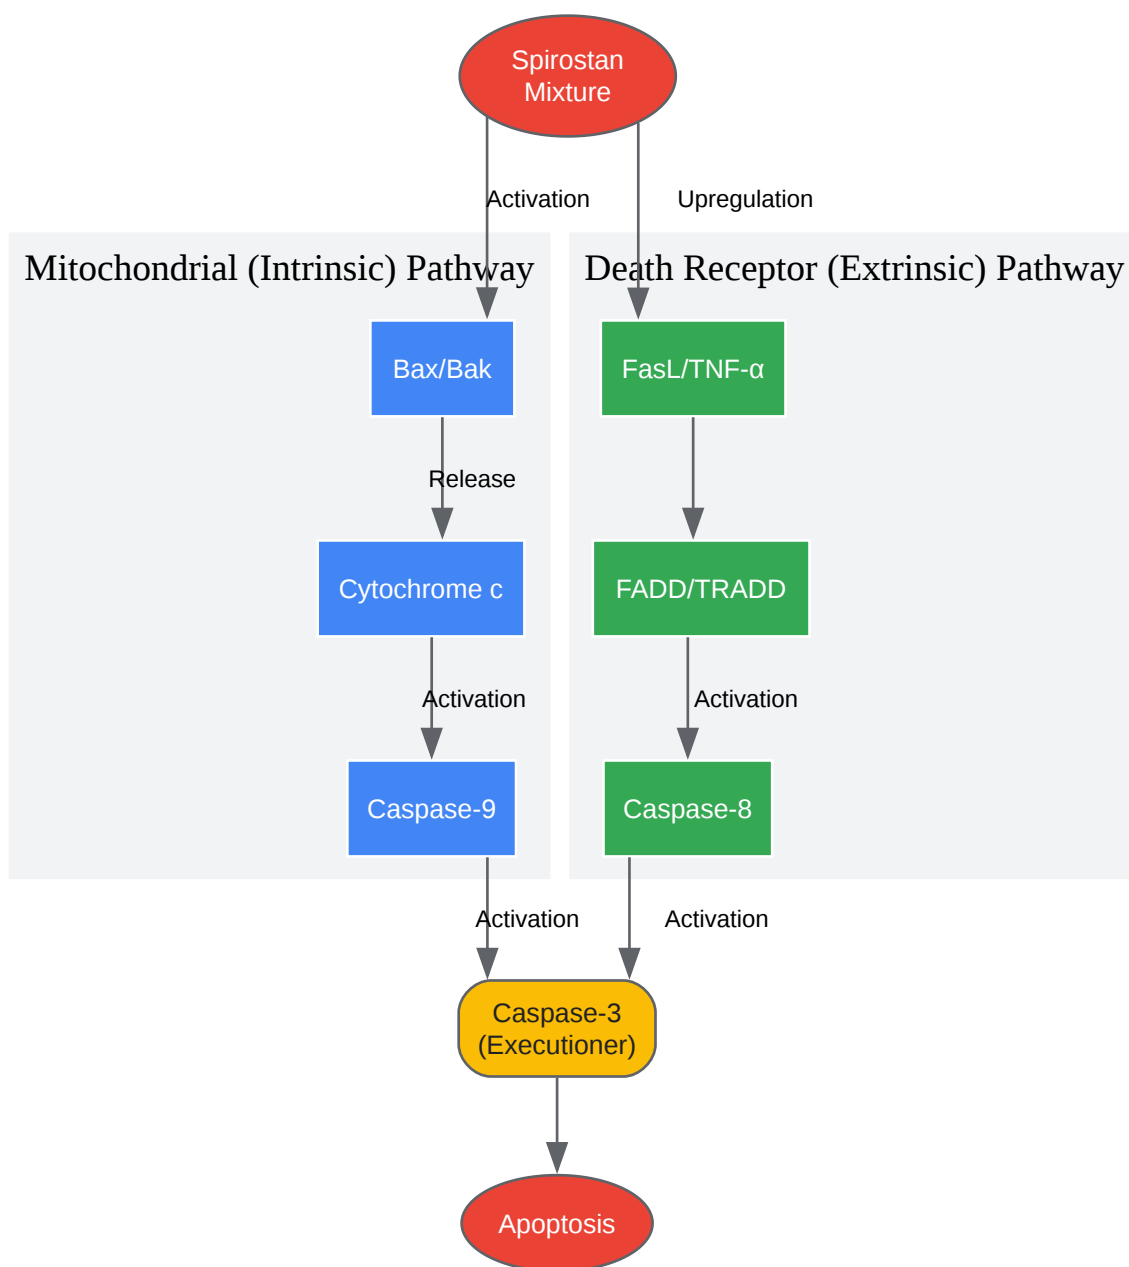 Spirostan
Mixture
Activation
Upregulation
Mitochondrial (Intrinsic) Pathway
Death Receptor (Extrinsic) Pathway
Bax/Bak
FasL/TNF-α
Release
Cytochrome c
FADD/TRADD
Activation
Activation
Caspase-9
Caspase-8
Activation
Activation
Caspase-3
(Executioner)
Apoptosis